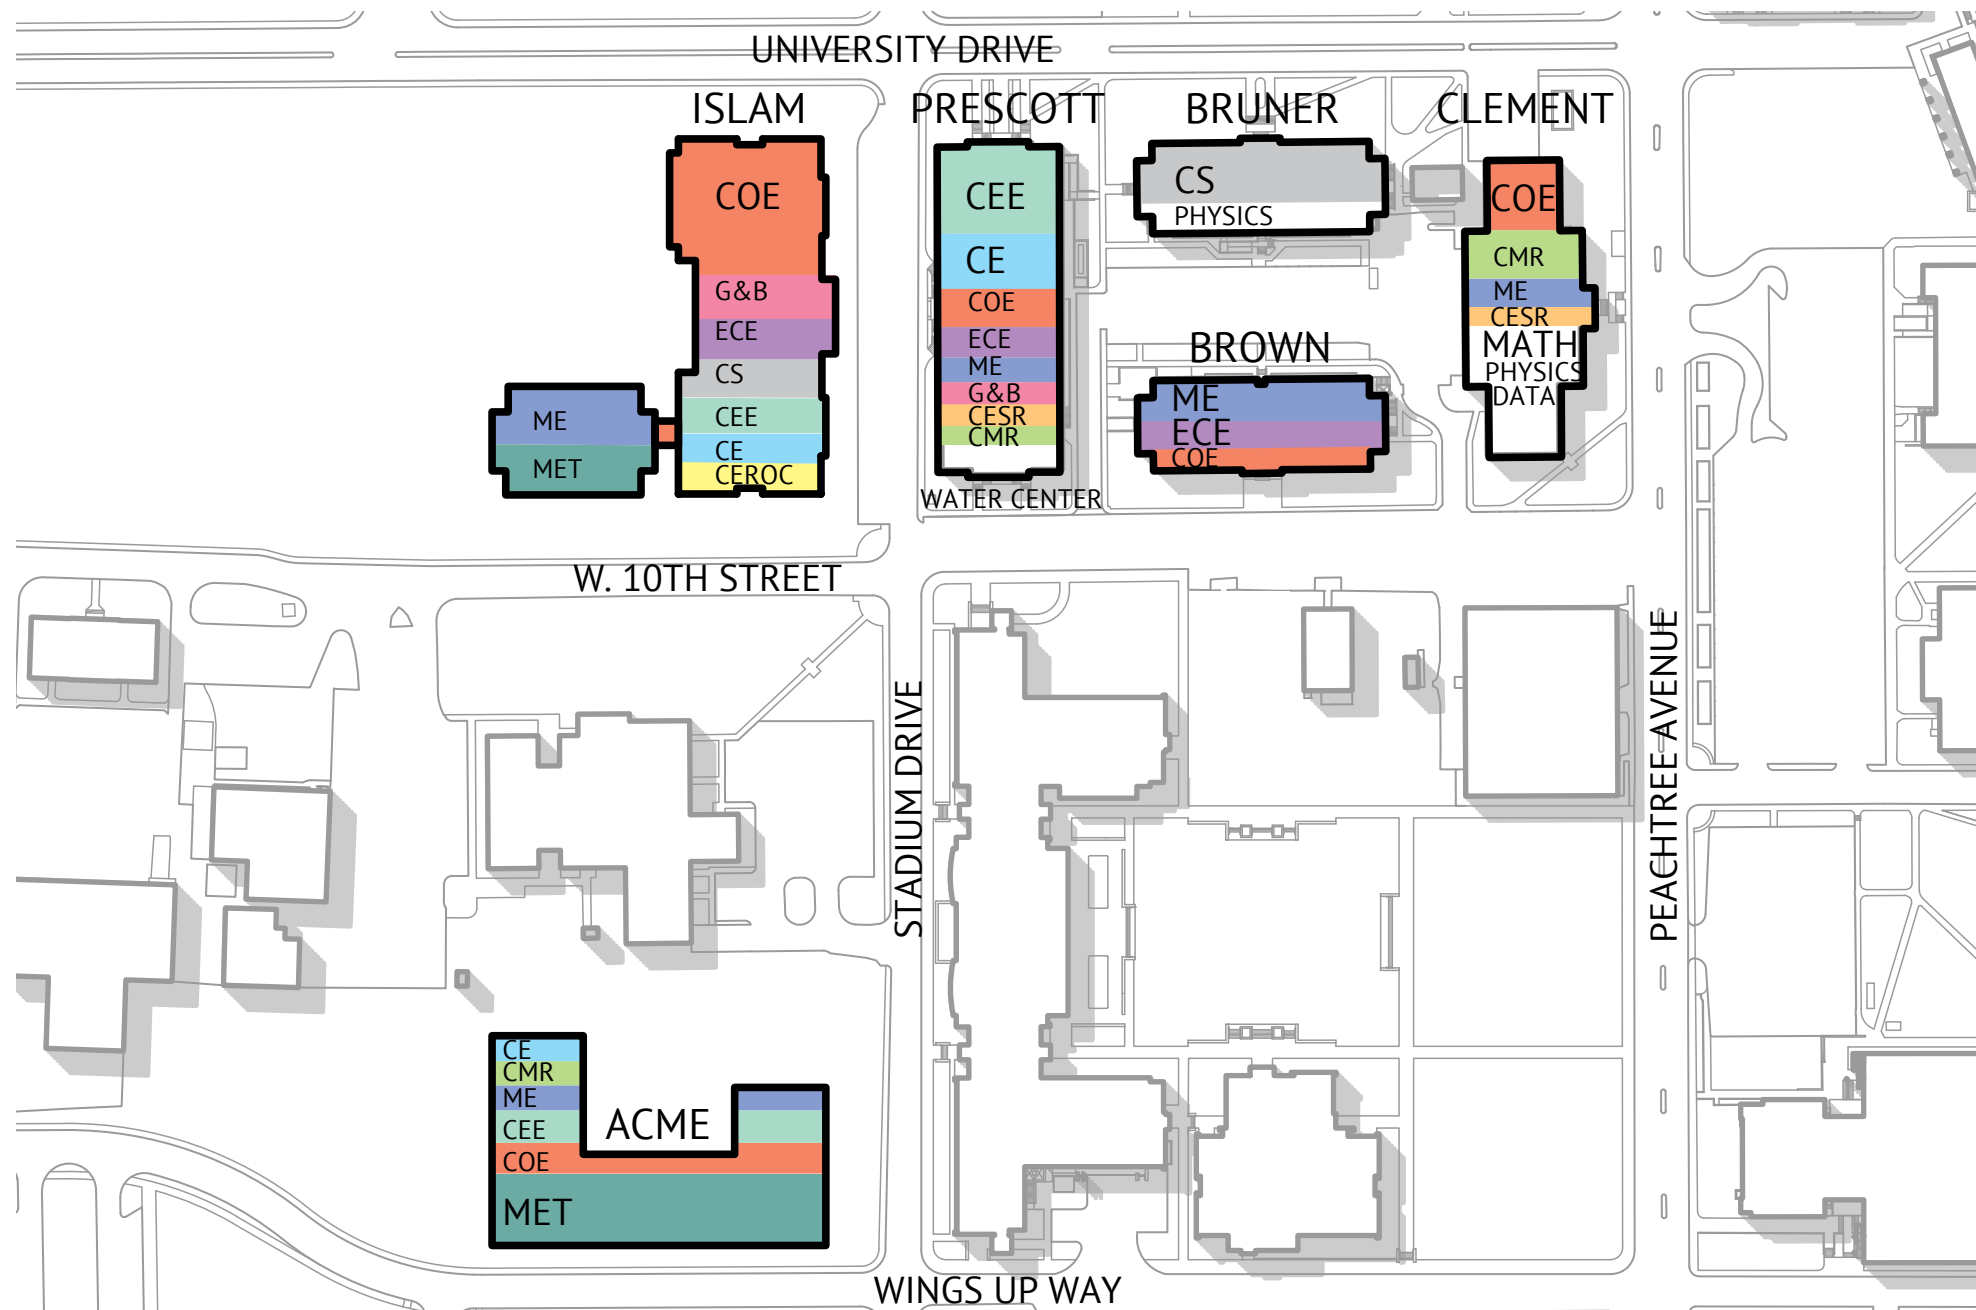 UNIVERSITY DRIVE
ISLAM
PRESCOTT
BRUNER
CLEMENT
COE
G&B
ECE
CS
CEE
CE
CEROC
ME
MET
CEE
CE
COE
ECE
ME
G&B
CESR
CMR
WATER CENTER
CS
PHYSICS
BROWN
ME
ECE
COE
COE
CMR
ME
CESR
MATH
PHYSICS
DATA
W. 10TH STREET
STADIUM DRIVE
PEACHTREE AVENUE
CE
CMR
ME
CEE
COE
MET
ACME
WINGS UP WAY